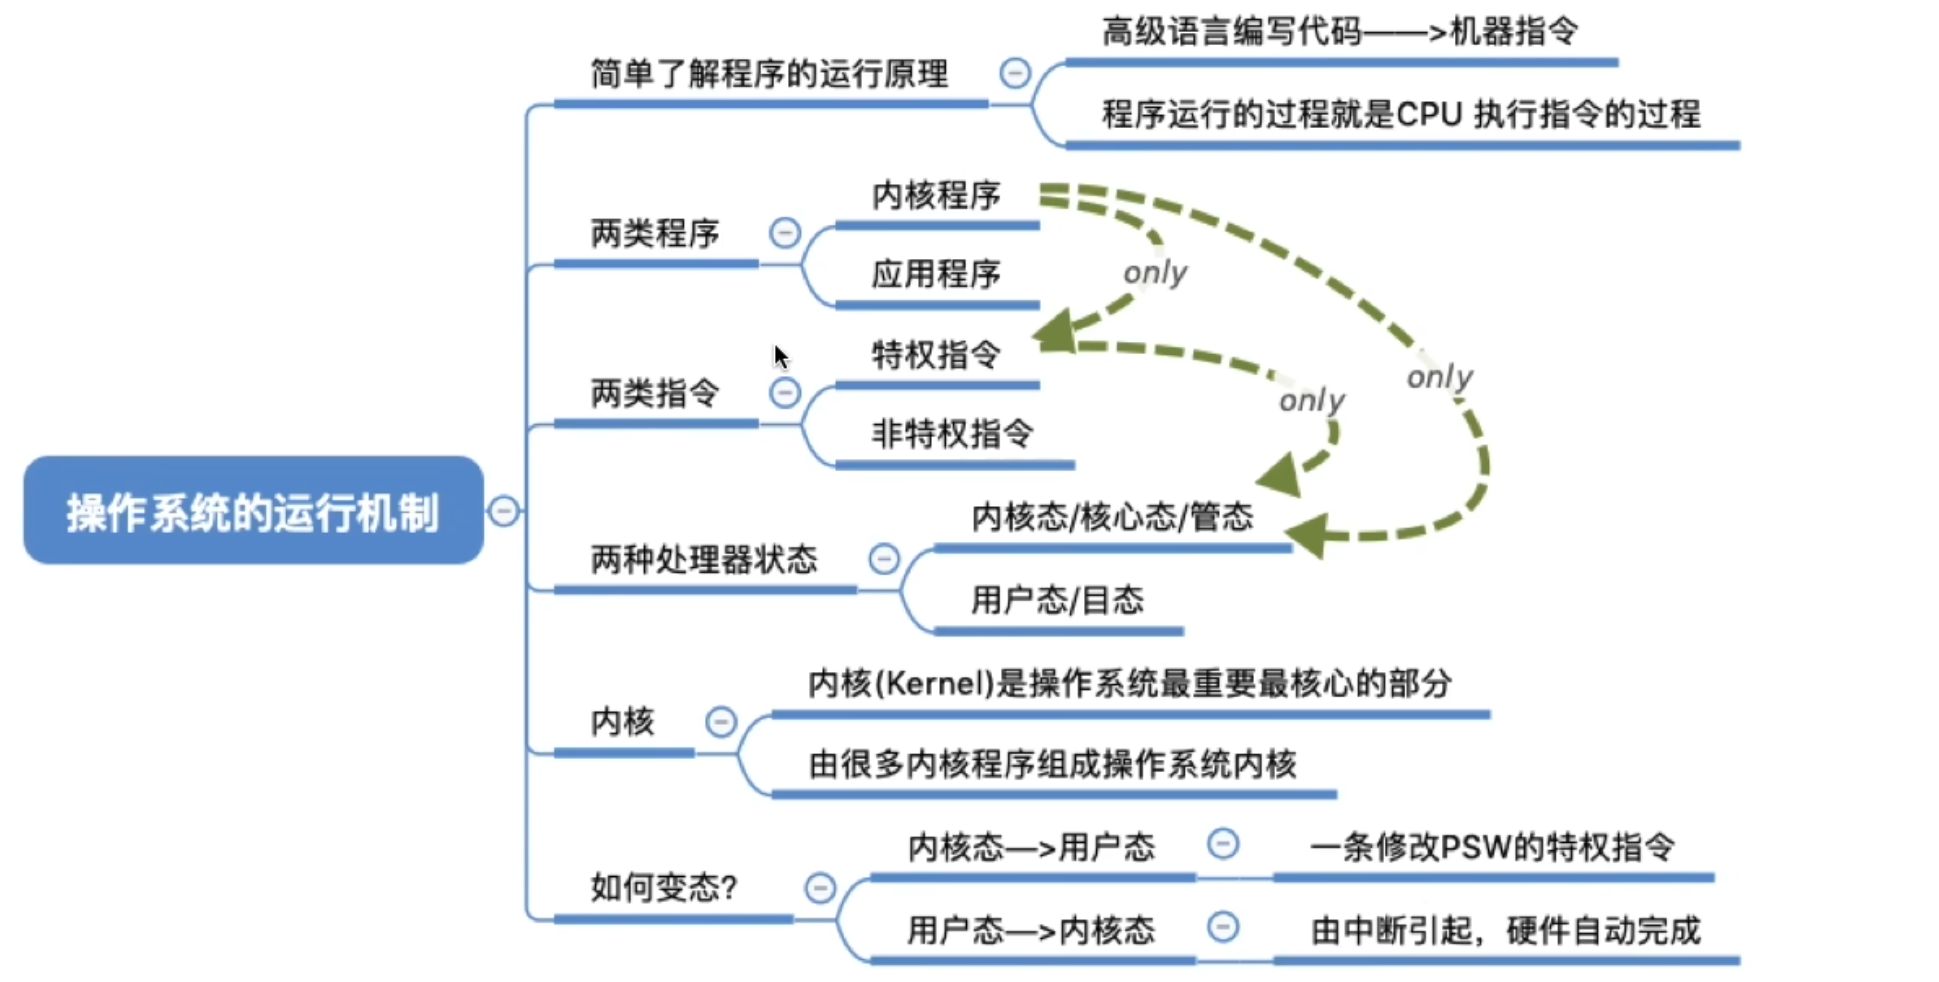 操作系统的运行机制
简单了解程序的运行原理
高级语言编写代码——>机器指令
程序运行的过程就是CPU 执行指令的过程
两类程序
内核程序
应用程序
only
两类指令
特权指令
非特权指令
only
only
两种处理器状态
内核态/核心态/管态
用户态/目态
内核
内核(Kernel)是操作系统最重要最核心的部分
由很多内核程序组成操作系统内核
如何变态?
内核态—>用户态
一条修改PSW的特权指令
用户态—>内核态
由中断引起，硬件自动完成